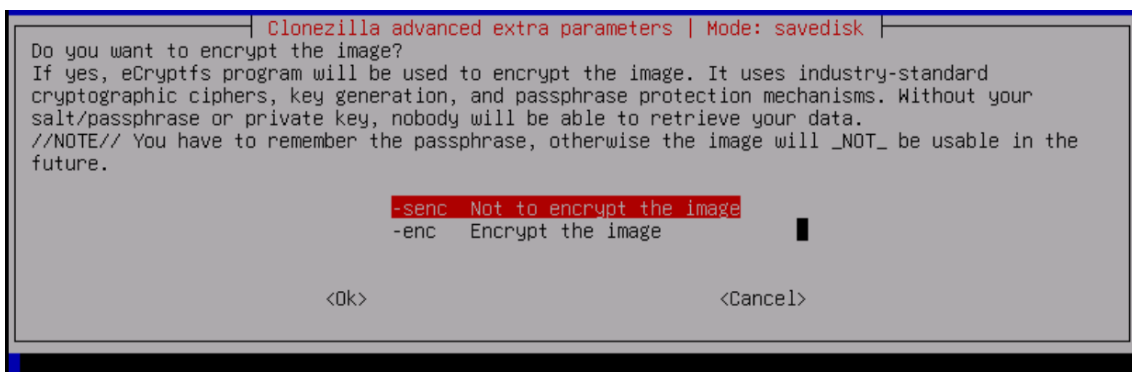 Clonezilla advanced extra parameters | Mode: savedisk
Do you want to encrypt the image?
If yes, eCryptfs program will be used to encrypt the image. It uses industry-standard
cryptographic ciphers, key generation, and passphrase protection mechanisms. Without your
salt/passphrase or private key, nobody will be able to retrieve your data.
//NOTE// You have to remember the passphrase, otherwise the image will _NOT_ be usable in the
future.
-senc Not to encrypt the image
-enc Encrypt the image
<Ok> <Cancel>